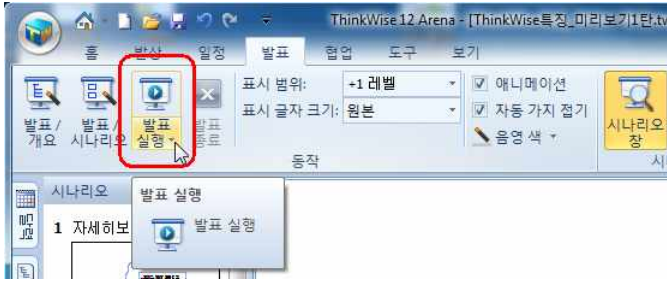 ThinkWise 12 Arena - [ThinkWise특징_미리보기1탄.tw
홈 발상 일정 발표 협업 도구 보기
발표/ 개요
발표/ 시나리오
발표 실행
발표 종료
표시 범위: +1 레벨
표시 글자 크기: 원본
애니메이션
자동 가지 접기
음영 색
시나리오 창
동작 시
시나리오
발표 실행
1 자세히보
발표 실행